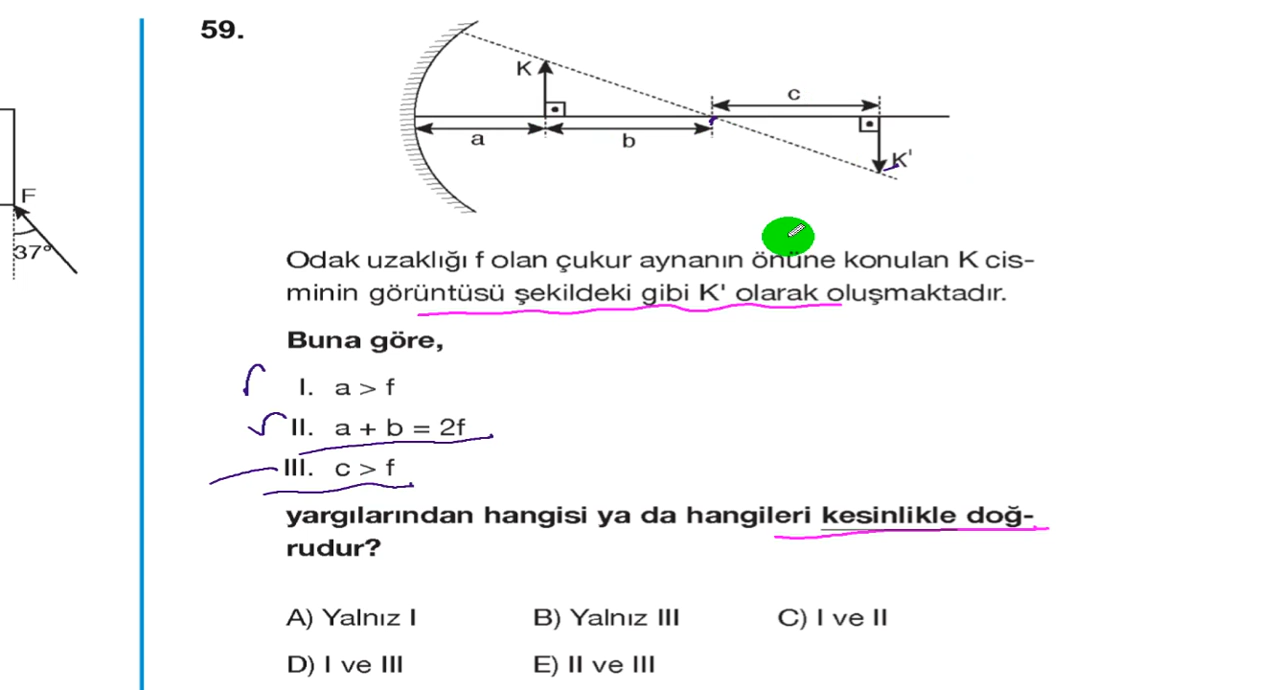 59.
K
c
a
b
K'
F
37°
Odak uzaklığı f olan çukur aynanın önüne konulan K cis-
minin görüntüsü şekildeki gibi K' olarak oluşmaktadır.
Buna göre,
I. a > f
II. a + b = 2f
III. c > f
yargılarından hangisi ya da hangileri kesinlikle doğ-
rudur?
A) Yalnız I B) Yalnız III C) I ve II
D) I ve III E) II ve III